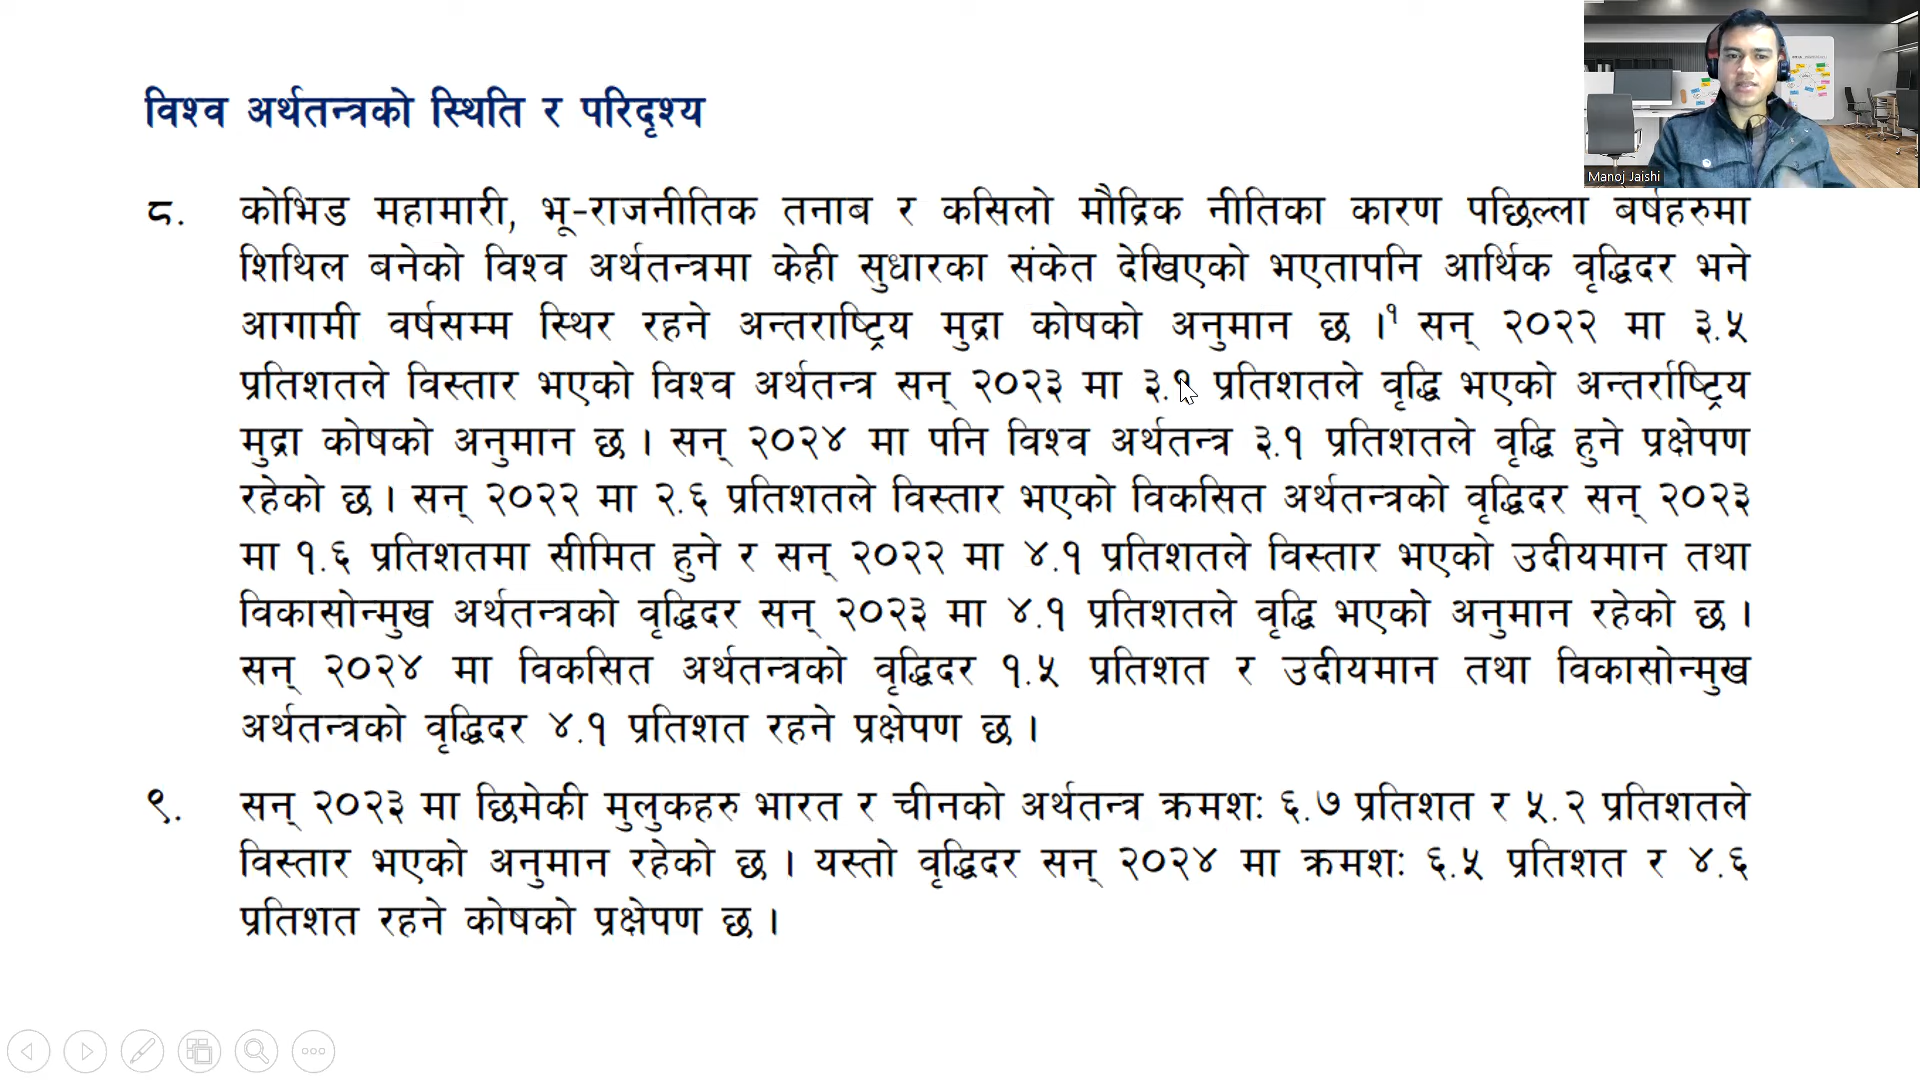 विश्व अर्थतन्त्रको स्थिति र परिदृश्य
Manoj Jaishi
८. कोभिड महामारी, भू-राजनीतिक तनाब र कसिलो मौद्रिक नीतिका कारण पछिल्ला बर्षहरुमा
शिथिल बनेको विश्व अर्थतन्त्रमा केही सुधारका संकेत देखिएको भएतापनि आर्थिक वृद्धिदर भने
आगामी वर्षसम्म स्थिर रहने अन्तराष्ट्रिय मुद्रा कोषको अनुमान छ ।१ सन् २०२२ मा ३.५
प्रतिशतले विस्तार भएको विश्व अर्थतन्त्र सन् २०२३ मा ३.१ प्रतिशतले वृद्धि भएको अन्तर्राष्ट्रिय
मुद्रा कोषको अनुमान छ । सन् २०२४ मा पनि विश्व अर्थतन्त्र ३.१ प्रतिशतले वृद्धि हुने प्रक्षेपण
रहेको छ । सन् २०२२ मा २.६ प्रतिशतले विस्तार भएको विकसित अर्थतन्त्रको वृद्धिदर सन् २०२३
मा १.६ प्रतिशतमा सीमित हुने र सन् २०२२ मा ४.१ प्रतिशतले विस्तार भएको उदीयमान तथा
विकासोन्मुख अर्थतन्त्रको वृद्धिदर सन् २०२३ मा ४.१ प्रतिशतले वृद्धि भएको अनुमान रहेको छ ।
सन् २०२४ मा विकसित अर्थतन्त्रको वृद्धिदर १.५ प्रतिशत र उदीयमान तथा विकासोन्मुख
अर्थतन्त्रको वृद्धिदर ४.१ प्रतिशत रहने प्रक्षेपण छ ।
९. सन् २०२३ मा छिमेकी मुलुकहरु भारत र चीनको अर्थतन्त्र क्रमशः ६.७ प्रतिशत र ५.२ प्रतिशतले
विस्तार भएको अनुमान रहेको छ । यस्तो वृद्धिदर सन् २०२४ मा क्रमशः ६.५ प्रतिशत र ४.६
प्रतिशत रहने कोषको प्रक्षेपण छ ।